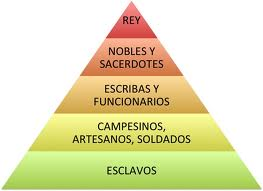 REY
NOBLES Y
SACERDOTES
ESCRIBAS Y
FUNCIONARIOS
CAMPESINOS,
ARTESANOS, SOLDADOS
ESCLAVOS